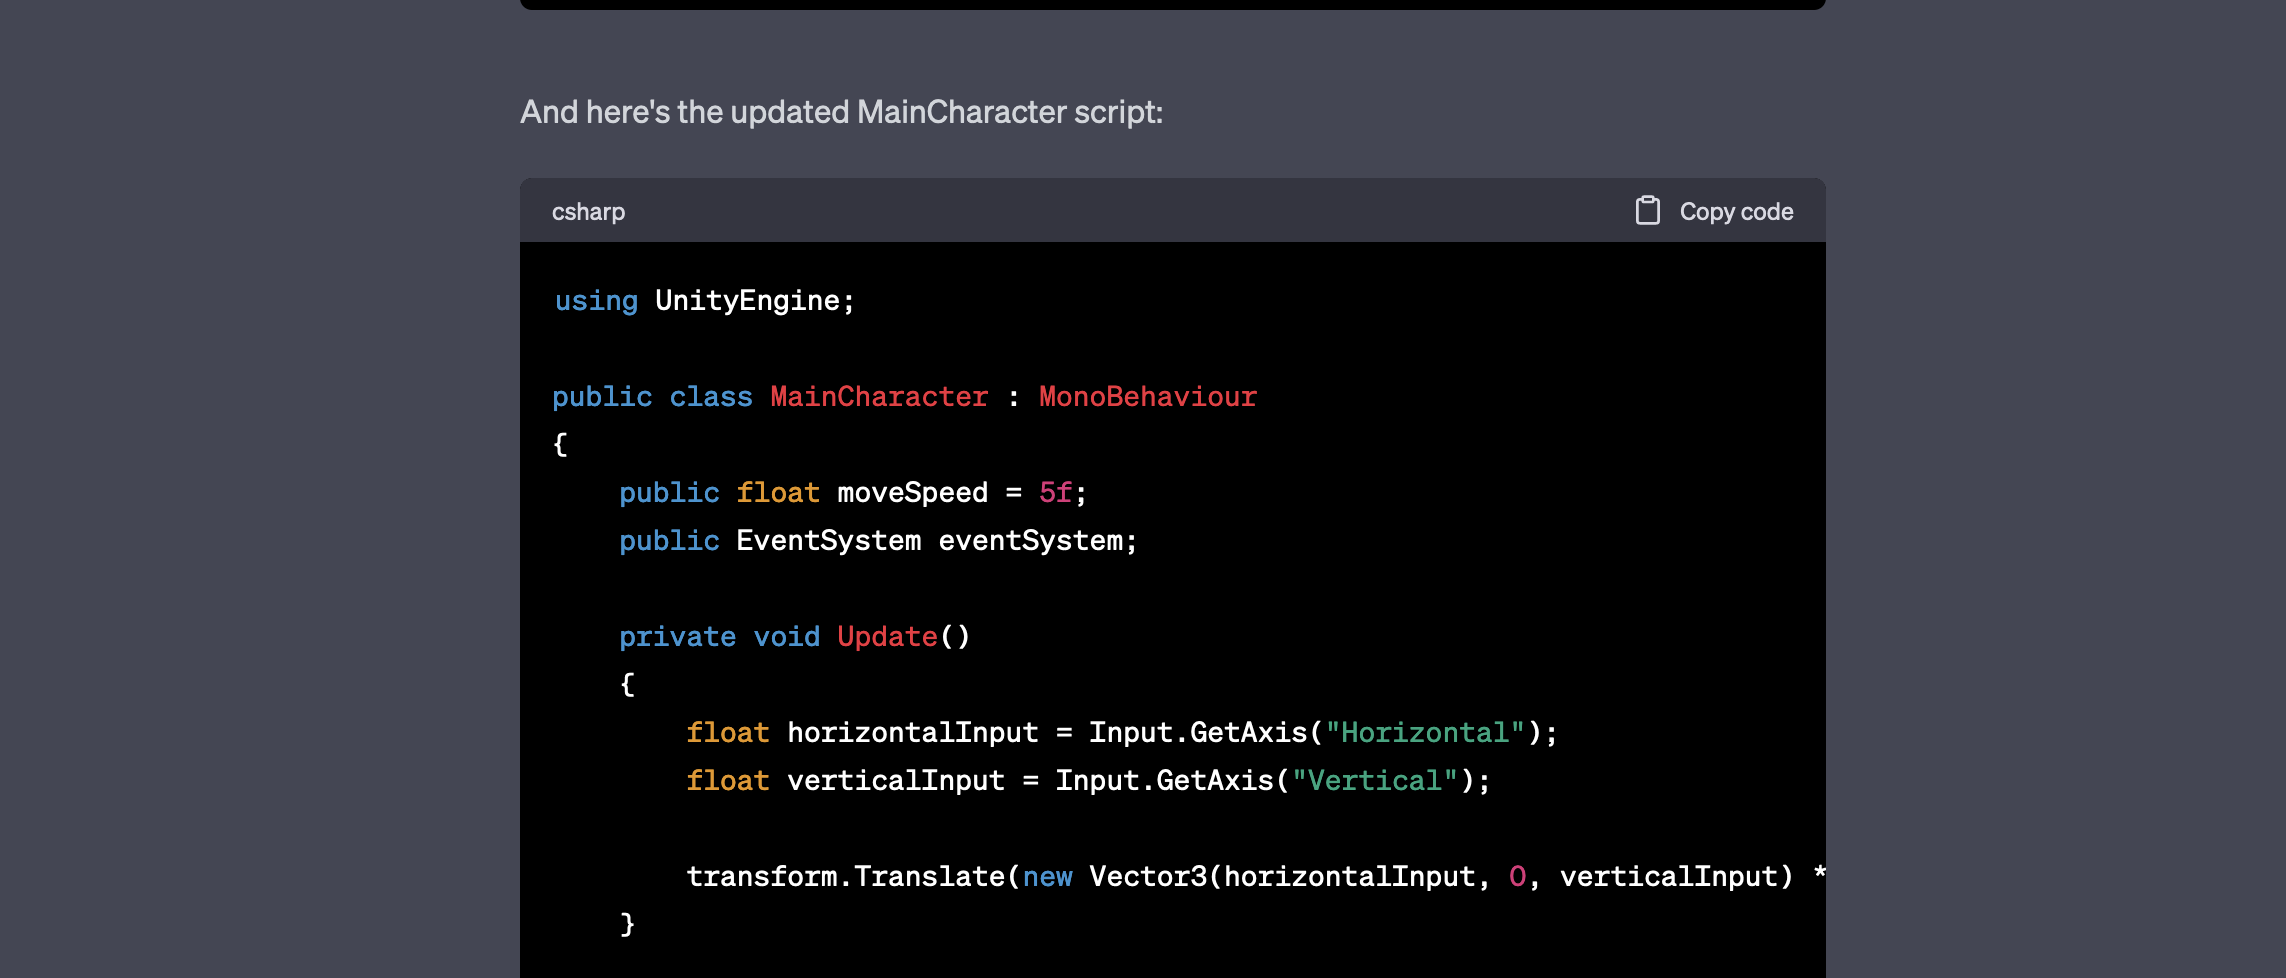 And here's the updated MainCharacter script:
csharp
Copy code
using UnityEngine;
public class MainCharacter : MonoBehaviour
{
    public float moveSpeed = 5f;
    public EventSystem eventSystem;
    private void Update()
    {
        float horizontalInput = Input.GetAxis("Horizontal");
        float verticalInput = Input.GetAxis("Vertical");
        transform.Translate(new Vector3(horizontalInput, 0, verticalInput) *
    }